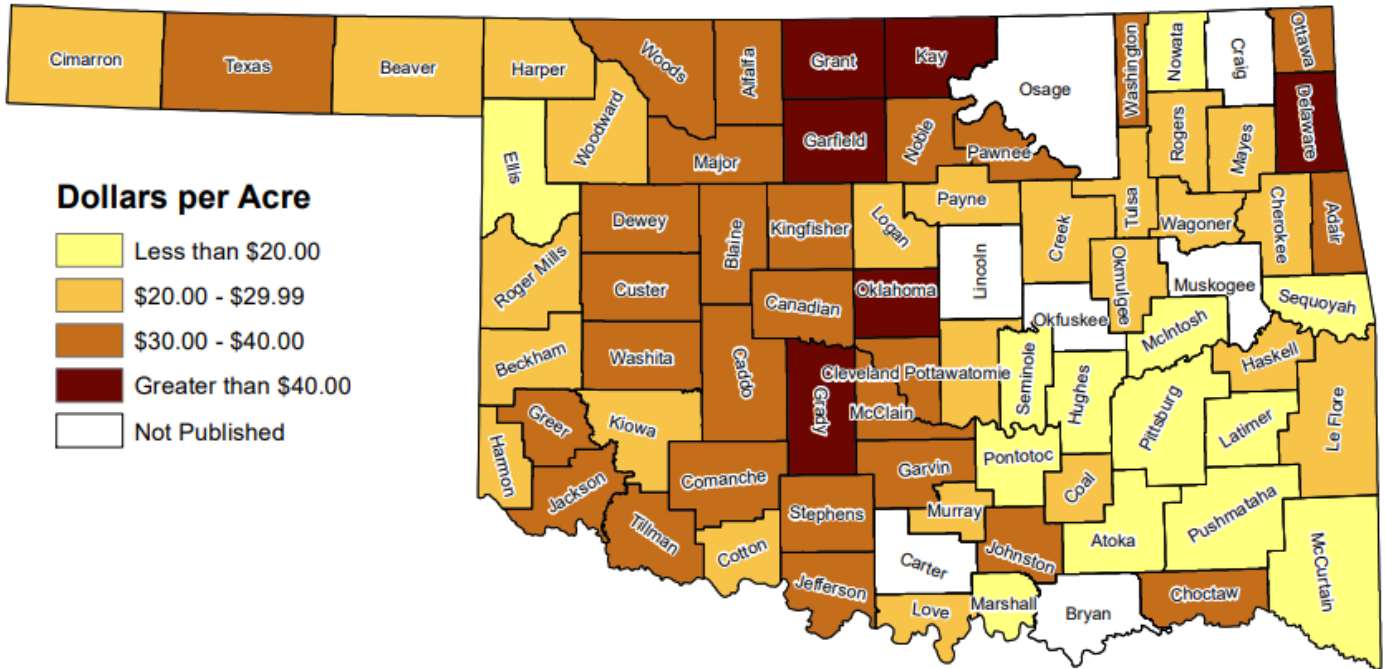 Cimarron
Texas
Beaver
Harper
Woods
Alfalfa
Grant
Kay
Osage
Washington
Nowata
Craig
Ottawa
Ellis
Woodward
Major
Garfield
Noble
Pawnee
Rogers
Mayes
Delaware
Dollars per Acre
Less than $20.00
$20.00 - $29.99
$30.00 - $40.00
Greater than $40.00
Not Published
Dewey
Blaine
Kingfisher
Logan
Payne
Creek
Tulsa
Wagoner
Cherokee
Adair
Roger Mills
Custer
Canadian
Oklahoma
Lincoln
Okfuskee
Okmulgee
Muskogee
Sequoyah
Beckham
Washita
Caddo
Grady
Cleveland
Pottawatomie
McClain
Seminole
Hughes
McIntosh
Haskell
Harmon
Greer
Kiowa
Pittsburg
Latimer
Le Flore
Jackson
Comanche
Garvin
Pontotoc
Coal
Tillman
Cotton
Stephens
Murray
Johnston
Atoka
Pushmataha
McCurtain
Jefferson
Carter
Love
Marshall
Bryan
Choctaw